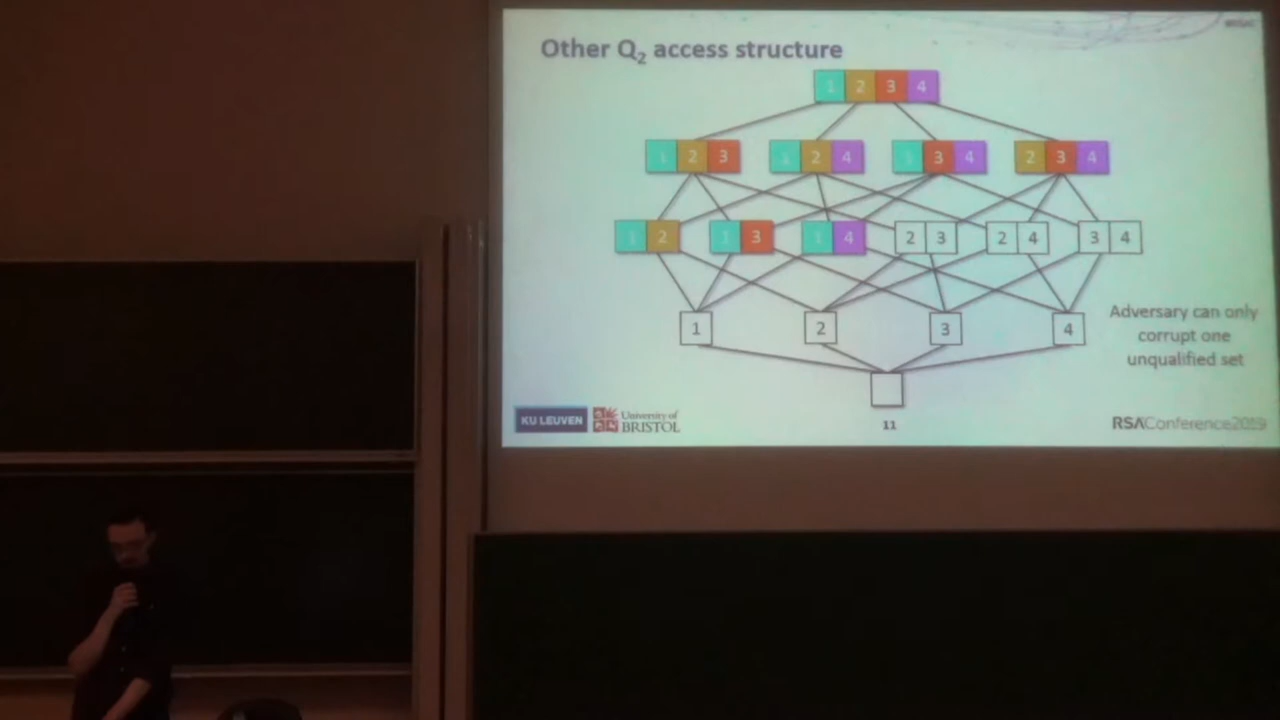 Other Q₂ access structure
1 2 3 4
1 2 3 1 2 4 1 3 4 2 3 4
1 2 1 3 1 4 2 3 2 4 3 4
1 2 3 4
Adversary can only
corrupt one
unqualified set
KU LEUVEN
University of
BRISTOL
11
RSAConference2019